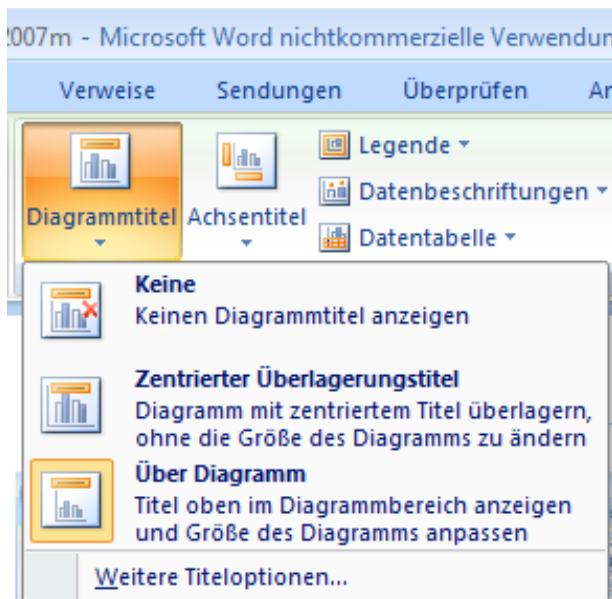 2007m - Microsoft Word nichtkommerzielle Verwendun
Verweise Sendungen Überprüfen An
Diagrammtitel Achsentitel
Legende
Datenbeschriftungen
Datentabelle
Keine
Keinen Diagrammtitel anzeigen
Zentrierter Überlagerungstitel
Diagramm mit zentriertem Titel überlagern,
ohne die Größe des Diagramms zu ändern
Über Diagramm
Titel oben im Diagrammbereich anzeigen
und Größe des Diagramms anpassen
Weitere Titeloptionen...